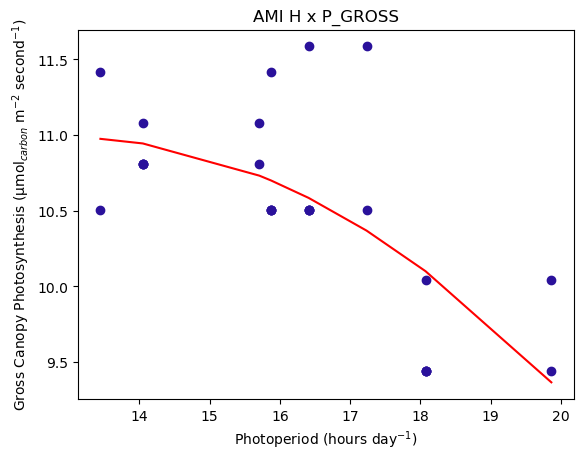 AMI H x P_GROSS
Gross Canopy Photosynthesis (μmol_{carbon} m⁻² second⁻¹)
11.5
11.0
10.5
10.0
9.5
14 15 16 17 18 19 20
Photoperiod (hours day⁻¹)